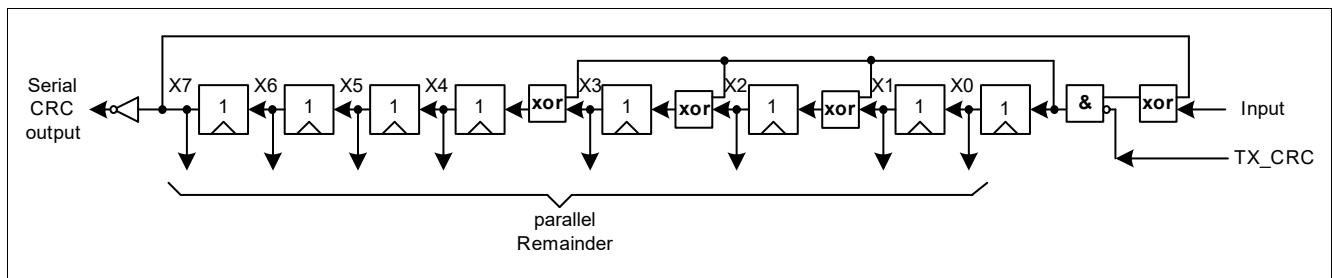 Serial
CRC
output
X7
1
X6
1
X5
1
X4
1
xor
X3
1
xor
X2
1
xor
X1
1
X0
1
&
xor
Input
TX_CRC
parallel
Remainder